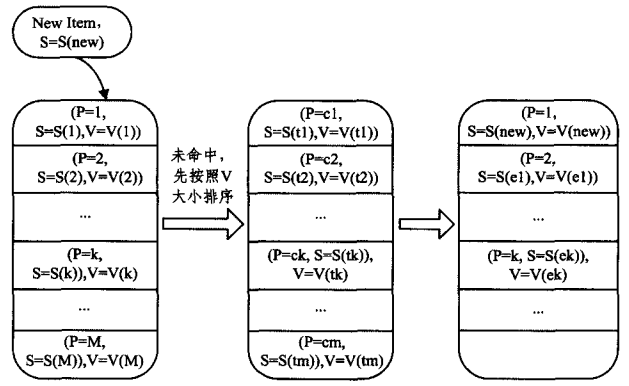 New Item,
S=S(new)
(P=1,
S=S(1),V=V(1))
(P=2,
S=S(2),V=V(2))
...
(P=k,
S=S(k)),V=V(k)
...
(P=M,
S=S(M)),V=V(M)
未命中，
先按照V
大小排序
(P=c1,
S=S(t1),V=V(t1))
(P=c2,
S=S(t2),V=V(t2))
...
(P=ck, S=S(tk)),
V=V(tk)
...
(P=cm,
S=S(tm)),V=V(tm)
(P=1,
S=S(new),V=V(new))
(P=2,
S=S(e1),V=V(e1))
...
(P=k, S=S(ek)),
V=V(ek)
...